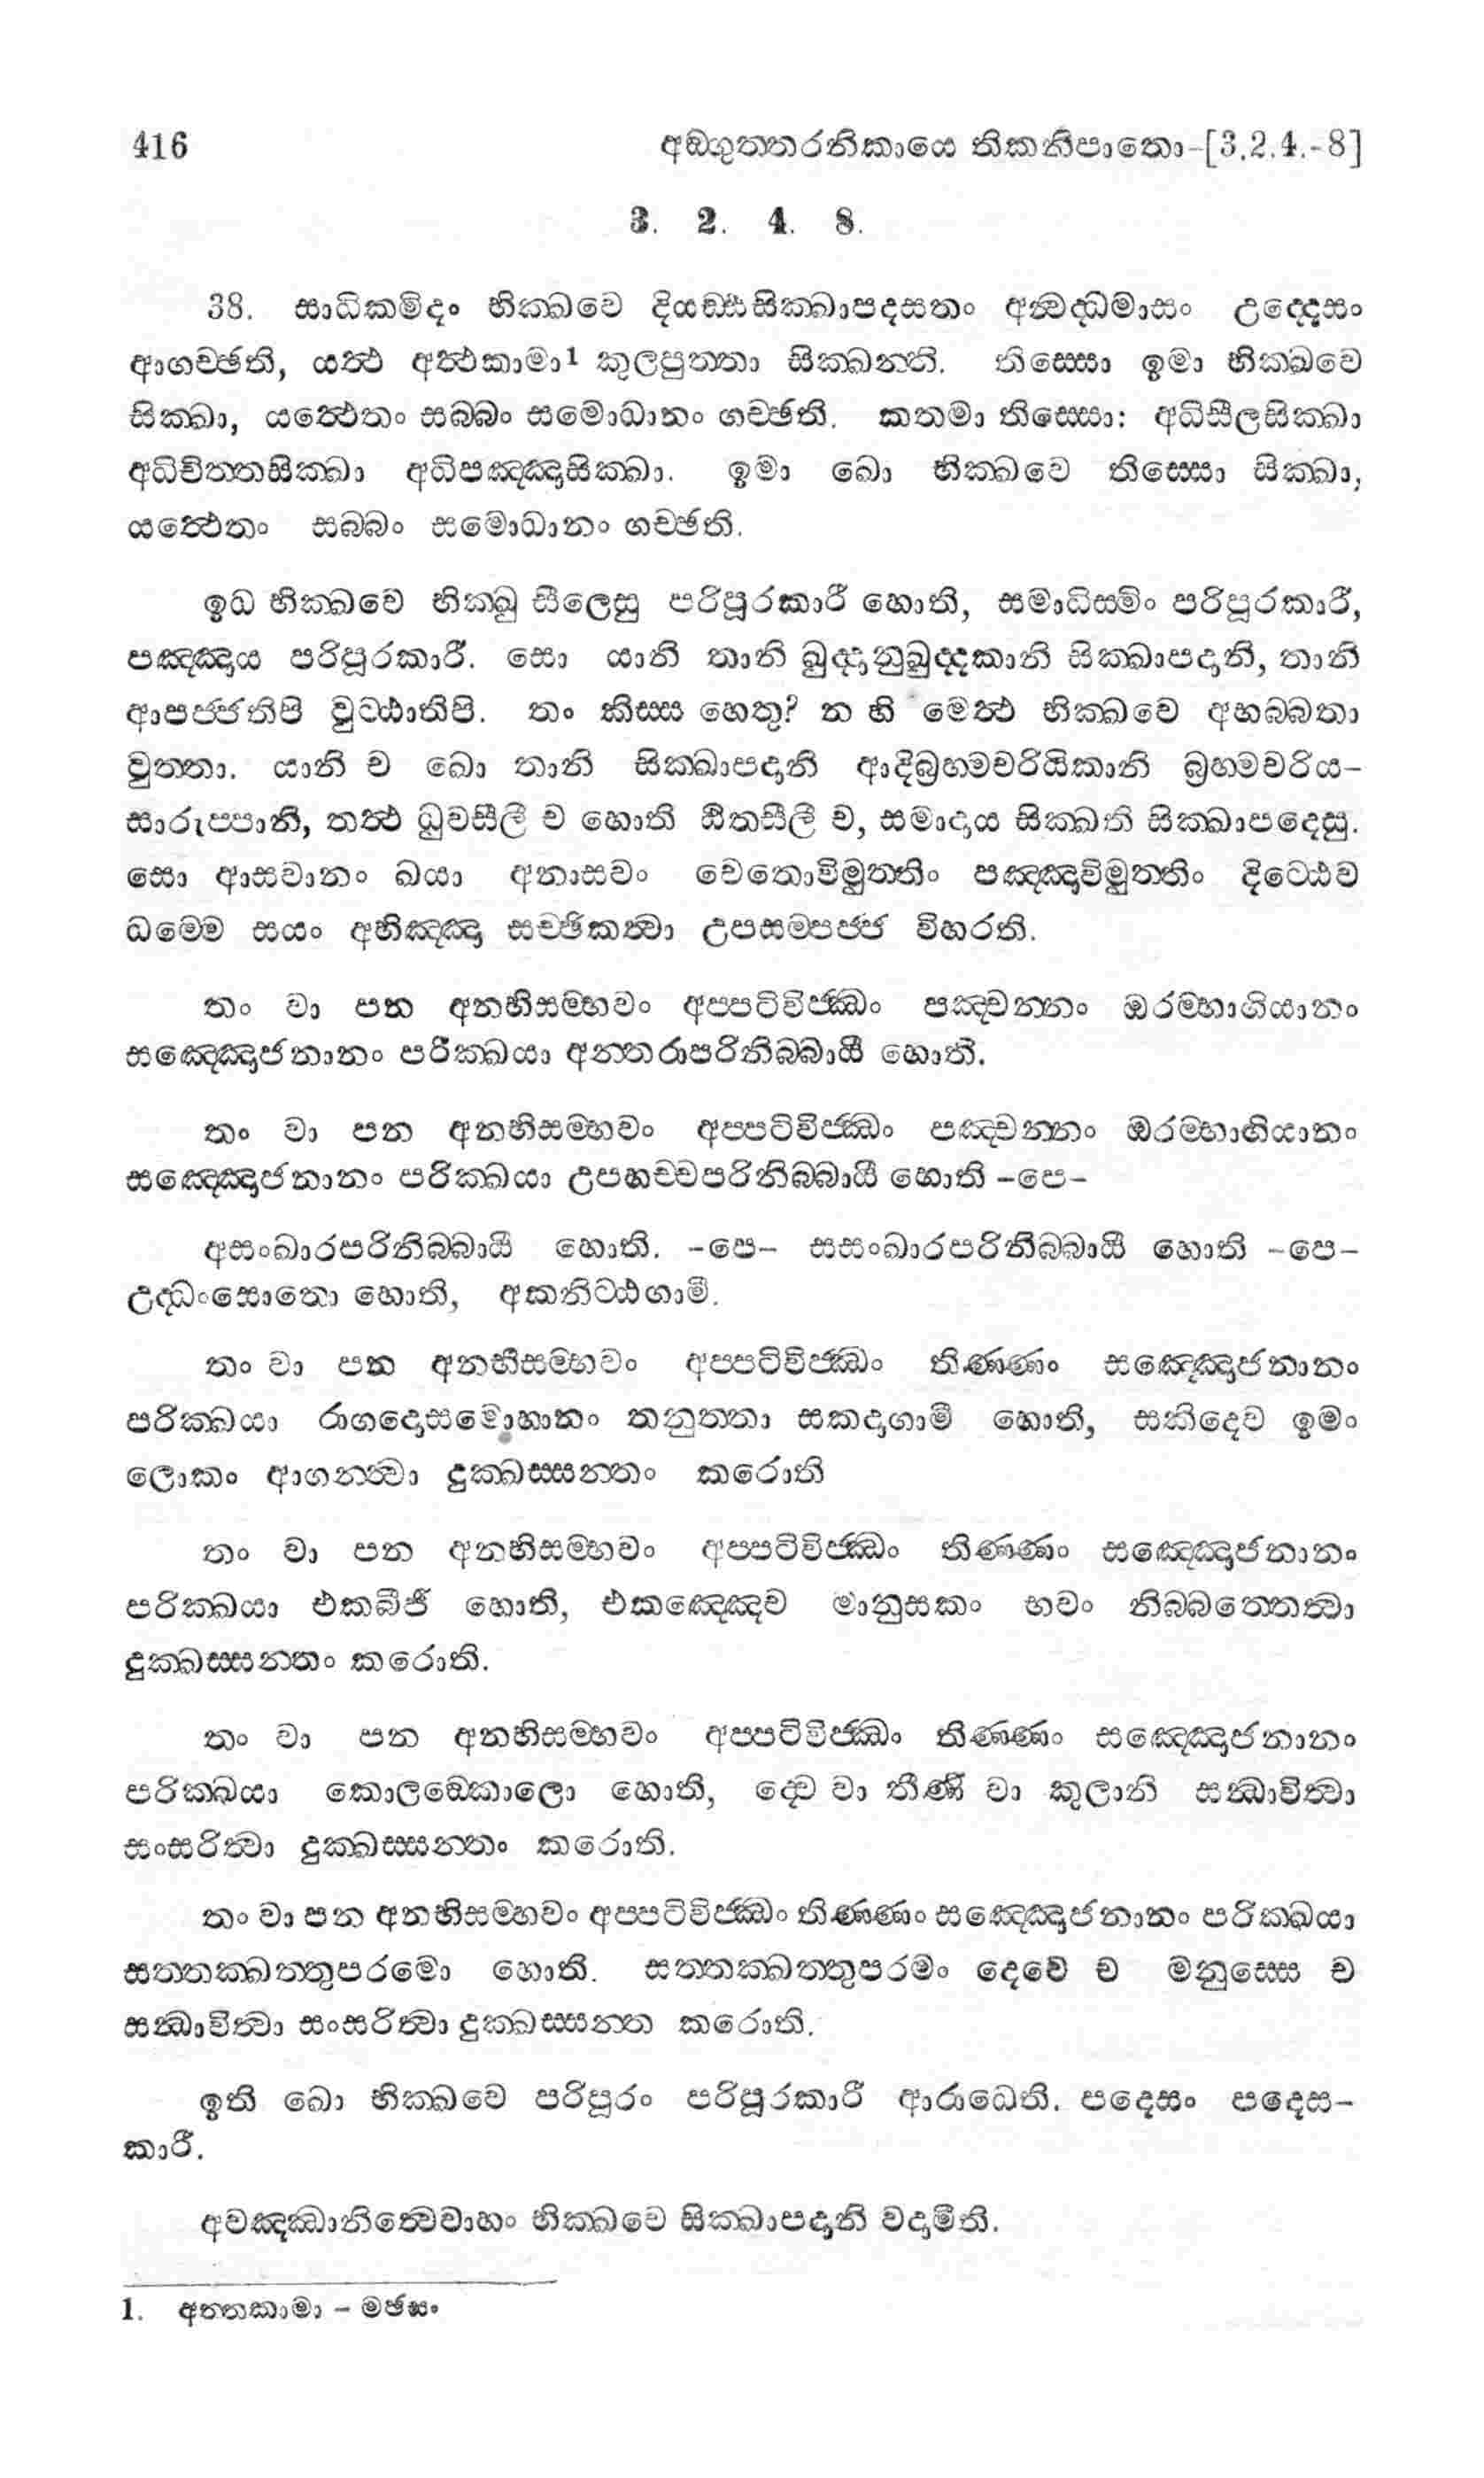 416 අඞ්ගුත්තරනිකායෙ තිකනිපාතො-[3.2.4.-8]
3. 2. 4. 8.
38. සාධිකමිදං භික්ඛවෙ දියඩ්ඪසික්ඛාපදසතං අන්වද්ධමාසං උද්දෙසං
ආගච්ඡති, යත්ථ අත්ථකාමා1 කුලපුත්තා සික්ඛන්ති. තිස්සො ඉමා භික්ඛවෙ
සික්ඛා, යත්ථෙතං සබ්බං සමොධානං ගච්ඡති. කතමා තිස්සො: අධිසීලසික්ඛා
අධිචිත්තසික්ඛා අධිපඤ්ඤාසික්ඛා. ඉමා ඛො භික්ඛවෙ තිස්සො සික්ඛා,
යත්ථෙතං සබ්බං සමොධානං ගච්ඡති.
ඉධ භික්ඛවෙ භික්ඛු සීලෙසු පරිපූරකාරී හොති, සමාධිස්මිං පරිපූරකාරී,
පඤ්ඤාය පරිපූරකාරී. සො යානි තානි ඛුද්දානුඛුද්දකානි සික්ඛාපදානි, තානි
ආපජ්ජතිපි වුට්ඨාතිපි. තං කිස්ස හෙතු? න හි මෙත්ථ භික්ඛවෙ අභබ්බතා
වුත්තා. යානි ච ඛො තානි සික්ඛාපදානි ආදිබ්‍රහ්මචරියිකානි බ්‍රහ්මචරිය-
සාරුප්පානි, තත්ථ ධුවසීලී ච හොති ඨිතසීලී ච, සමාදාය සික්ඛති සික්ඛාපදෙසු.
සො ආසවානං ඛයා අනාසවං චෙතොවිමුත්තිං පඤ්ඤාවිමුත්තිං දිට්ඨෙව
ධම්මෙ සයං අභිඤ්ඤා සච්ඡිකත්වා උපසම්පජ්ජ විහරති.
තං වා පන අනභිසම්භවං අප්පටිවිජ්ඣං පඤ්චන්නං ඔරම්භාගියානං
සඤ්ඤොජනානං පරික්ඛයා අන්තරාපරිනිබ්බායී හොති.
තං වා පන අනභිසම්භවං අප්පටිවිජ්ඣං පඤ්චන්නං ඔරම්භාගියානං
සඤ්ඤොජනානං පරික්ඛයා උපහච්චපරිනිබ්බායී හොති -පෙ-
අසංඛාරපරිනිබ්බායී හොති. -පෙ- සසංඛාරපරිනිබ්බායී හොති -පෙ-
උද්ධංසොතො හොති, අකනිට්ඨගාමී.
තං වා පන අනභිසම්භවං අප්පටිවිජ්ඣං තිණ්ණං සඤ්ඤොජනානං
පරික්ඛයා රාගදොසමොහානං තනුත්තා සකදාගාමී හොති, සකිදෙව ඉමං
ලොකං ආගන්ත්වා දුක්ඛස්සන්තං කරොති
තං වා පන අනභිසම්භවං අප්පටිවිජ්ඣං තිණ්ණං සඤ්ඤොජනානං
පරික්ඛයා එකබීජී හොති, එකඤ්ඤෙව මානුසකං භවං නිබ්බත්තෙත්වා
දුක්ඛස්සන්තං කරොති.
තං වා පන අනභිසම්භවං අප්පටිවිජ්ඣං තිණ්ණං සඤ්ඤොජනානං
පරික්ඛයා කොලඞ්කොලො හොති, ද්වෙ වා තීණි වා කුලානි සන්ධාවිත්වා
සංසරිත්වා දුක්ඛස්සන්තං කරොති.
තං වා පන අනභිසම්භවං අප්පටිවිජ්ඣං තිණ්ණං සඤ්ඤොජනානං පරික්ඛයා
සත්තක්ඛත්තුපරමො හොති. සත්තක්ඛත්තුපරමං දෙවෙ ච මනුස්සෙ ච
සන්ධාවිත්වා සංසරිත්වා දුක්ඛස්සන්ත කරොති.
ඉති ඛො භික්ඛවෙ පරිපූරං පරිපූරකාරී ආරාධෙති. පදෙසං පදෙස-
කාරී.
අවඤ්ඣානිත්වෙවාහං භික්ඛවෙ සික්ඛාපදානි වදාමීති.
1. අත්තකාමා - මඡසං